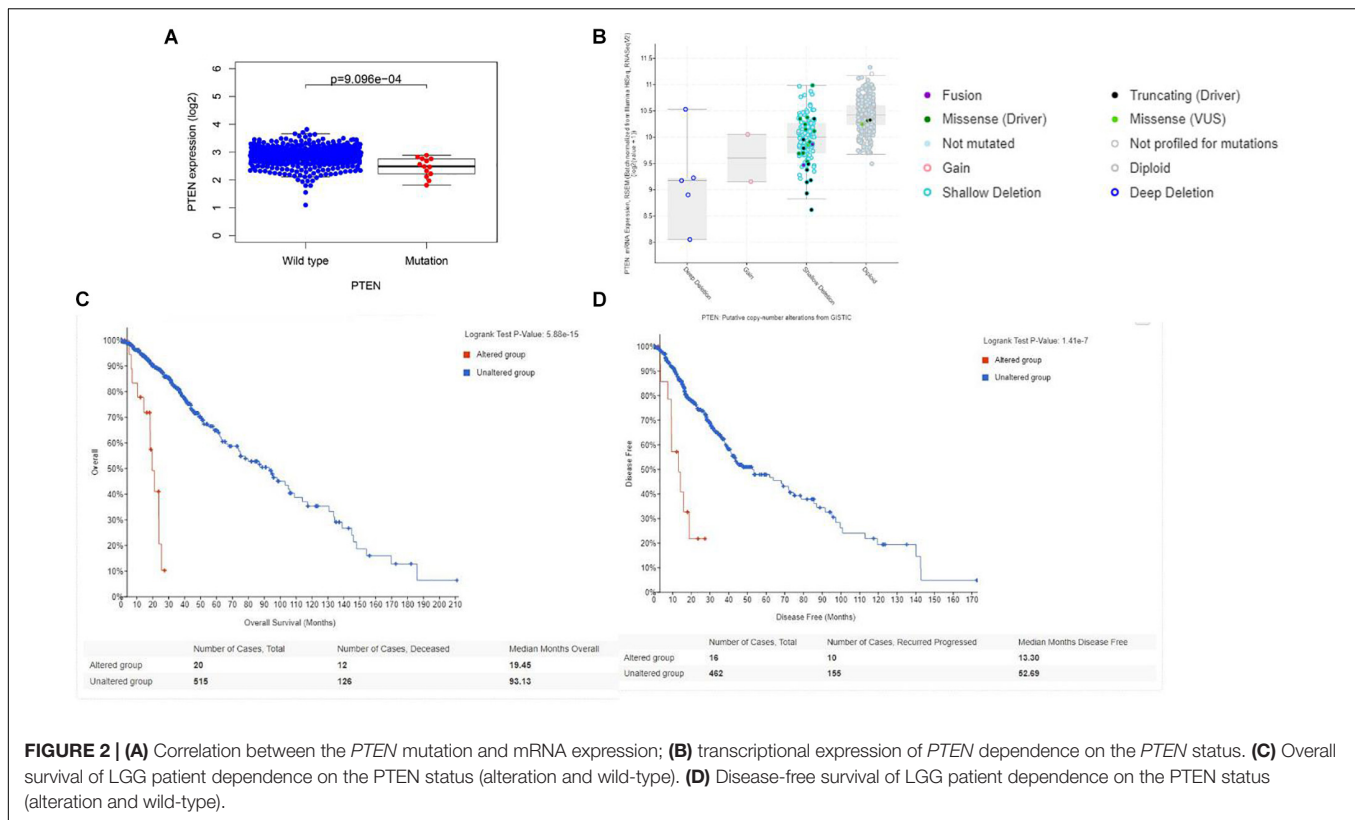 A
p=9.096e-04
PTEN expression (log2)
6
5
4
3
2
1
0
Wild type
Mutation
PTEN
B
PTEN: mRNA Expression, RSEM (Batch normalized from Illumina HiSeq_RNASeqV2)
[log2(value + 1)]
11.5
11
10.5
10
9.5
9
8.5
8
Deep Deletion
Gain
Shallow Deletion
Diploid
PTEN: Putative copy-number alterations from GISTIC
Fusion
Truncating (Driver)
Missense (Driver)
Missense (VUS)
Not mutated
Not profiled for mutations
Gain
Diploid
Shallow Deletion
Deep Deletion
C
Logrank Test P-Value: 5.88e-15
Altered group
Unaltered group
Overall
100%
90%
80%
70%
60%
50%
40%
30%
20%
10%
0%
0 10 20 30 40 50 60 70 80 90 100 110 120 130 140 150 160 170 180 190 200 210
Overall Survival (Months)
Number of Cases, Total Number of Cases, Deceased Median Months Overall
Altered group 20 12 19.45
Unaltered group 515 126 93.13
D
Logrank Test P-Value: 1.41e-7
Altered group
Unaltered group
Disease Free
100%
90%
80%
70%
60%
50%
40%
30%
20%
10%
0%
0 10 20 30 40 50 60 70 80 90 100 110 120 130 140 150 160 170
Disease Free (Months)
Number of Cases, Total Number of Cases, Recurred Progressed Median Months Disease Free
Altered group 16 10 13.30
Unaltered group 462 155 52.69
FIGURE 2 | (A) Correlation between the PTEN mutation and mRNA expression; (B) transcriptional expression of PTEN dependence on the PTEN status. (C) Overall
survival of LGG patient dependence on the PTEN status (alteration and wild-type). (D) Disease-free survival of LGG patient dependence on the PTEN status
(alteration and wild-type).